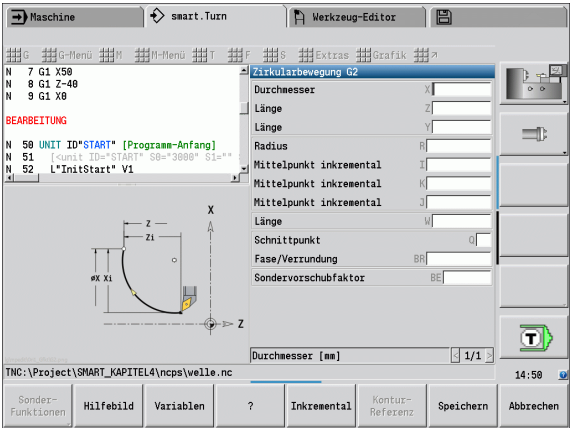 Maschine
smart.Turn
Werkzeug-Editor
G G-Menü M M-Menü T F S Extras Grafik
N 7 G1 X50
N 8 G1 Z-40
N 9 G1 X0
BEARBEITUNG
N 50 UNIT ID"START" [Programm-Anfang]
N 51 [<unit ID="START" S0="3000" S1=""
N 52 L"InitStart" V1
Zirkularbewegung G2
Durchmesser X
Länge Z
Länge Y
Radius R
Mittelpunkt inkremental I
Mittelpunkt inkremental K
Mittelpunkt inkremental J
Länge W
Schnittpunkt Q
Fase/Verrundung BR
Sondervorschubfaktor BE
X
Z
Zi
øX Xi
Z
T
Durchmesser [mm]
< 1/1 >
TNC:\Project\SMART_KAPITEL4\ncps\welle.nc
14:50
Sonder-
Funktionen
Hilfebild
Variablen
?
Inkremental
Kontur-
Referenz
Speichern
Abbrechen